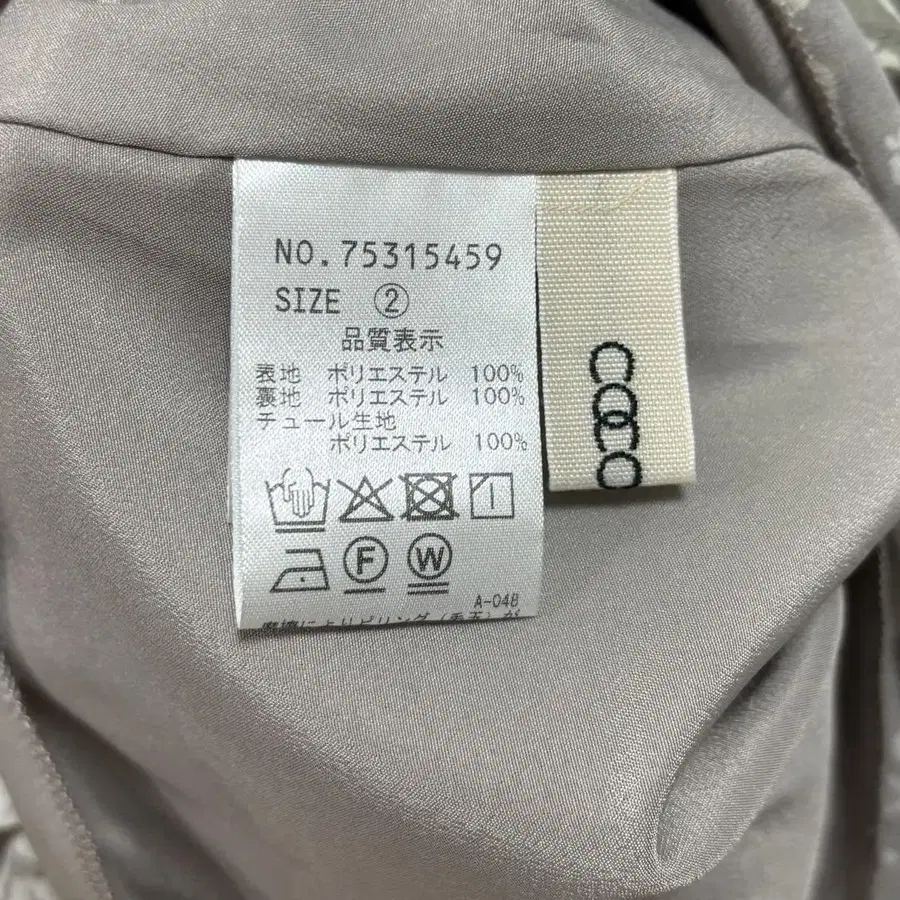 NO.75315459
SIZE ②
品質表示
表地 ポリエステル 100%
裏地 ポリエステル 100%
チュール生地
ポリエステル 100%
F W
A-04B
COCO